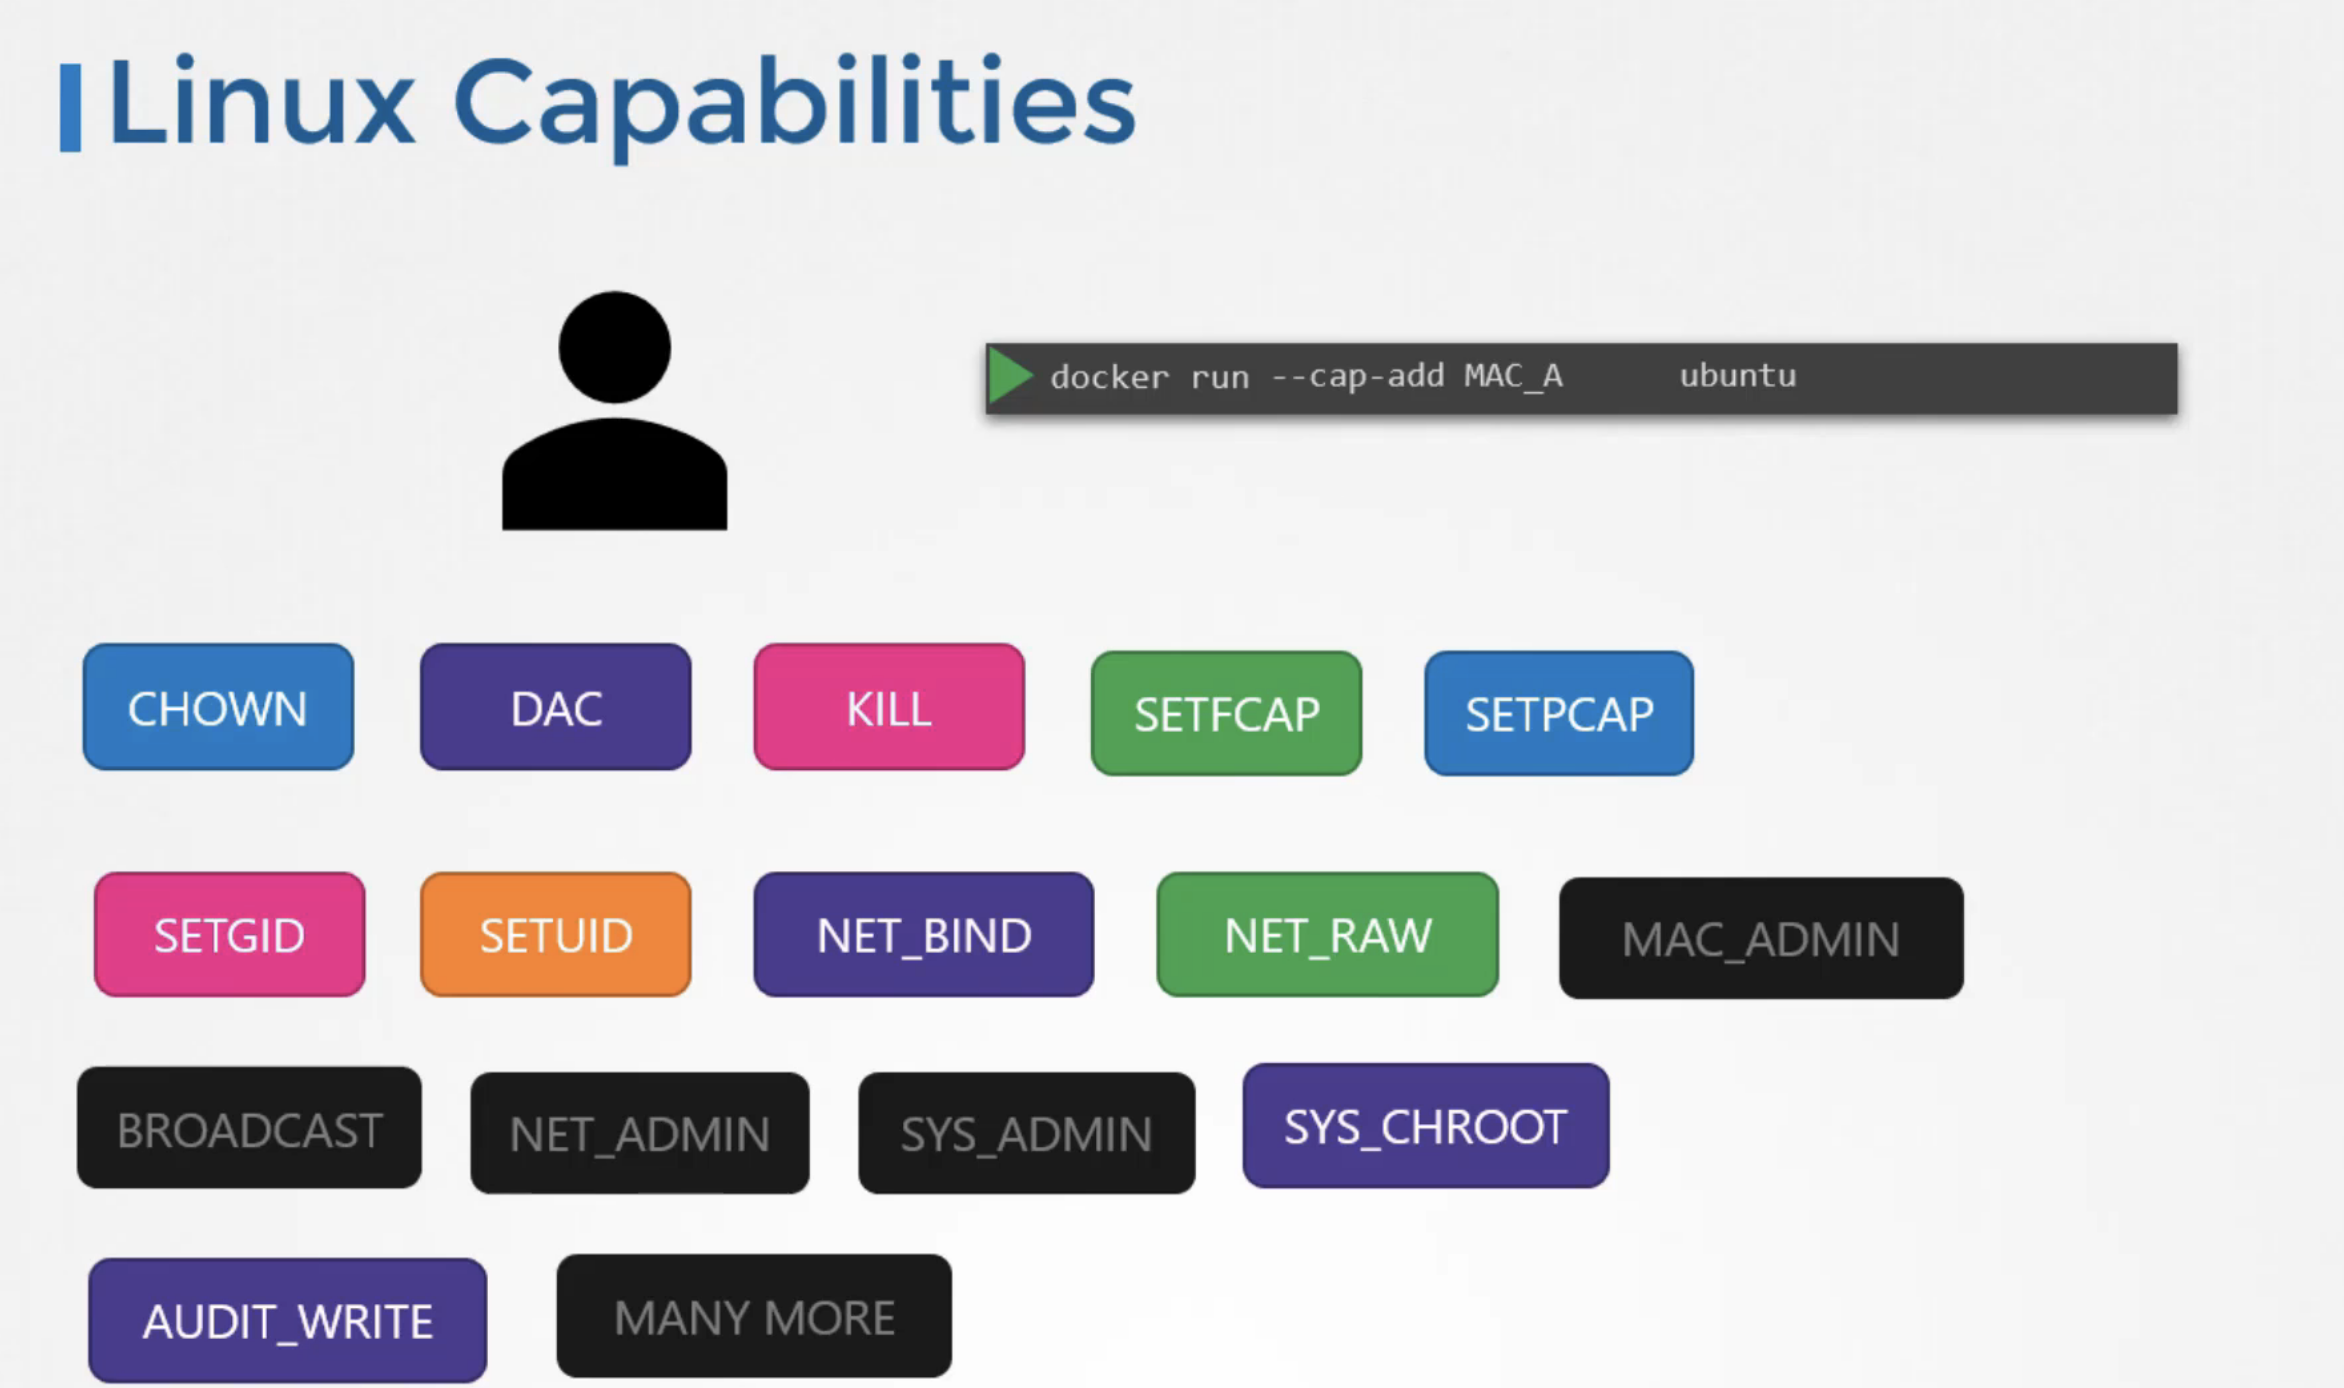 Linux Capabilities
docker run --cap-add MAC_A ubuntu
CHOWN
DAC
KILL
SETFCAP
SETPCAP
SETGID
SETUID
NET_BIND
NET_RAW
MAC_ADMIN
BROADCAST
NET_ADMIN
SYS_ADMIN
SYS_CHROOT
AUDIT_WRITE
MANY MORE